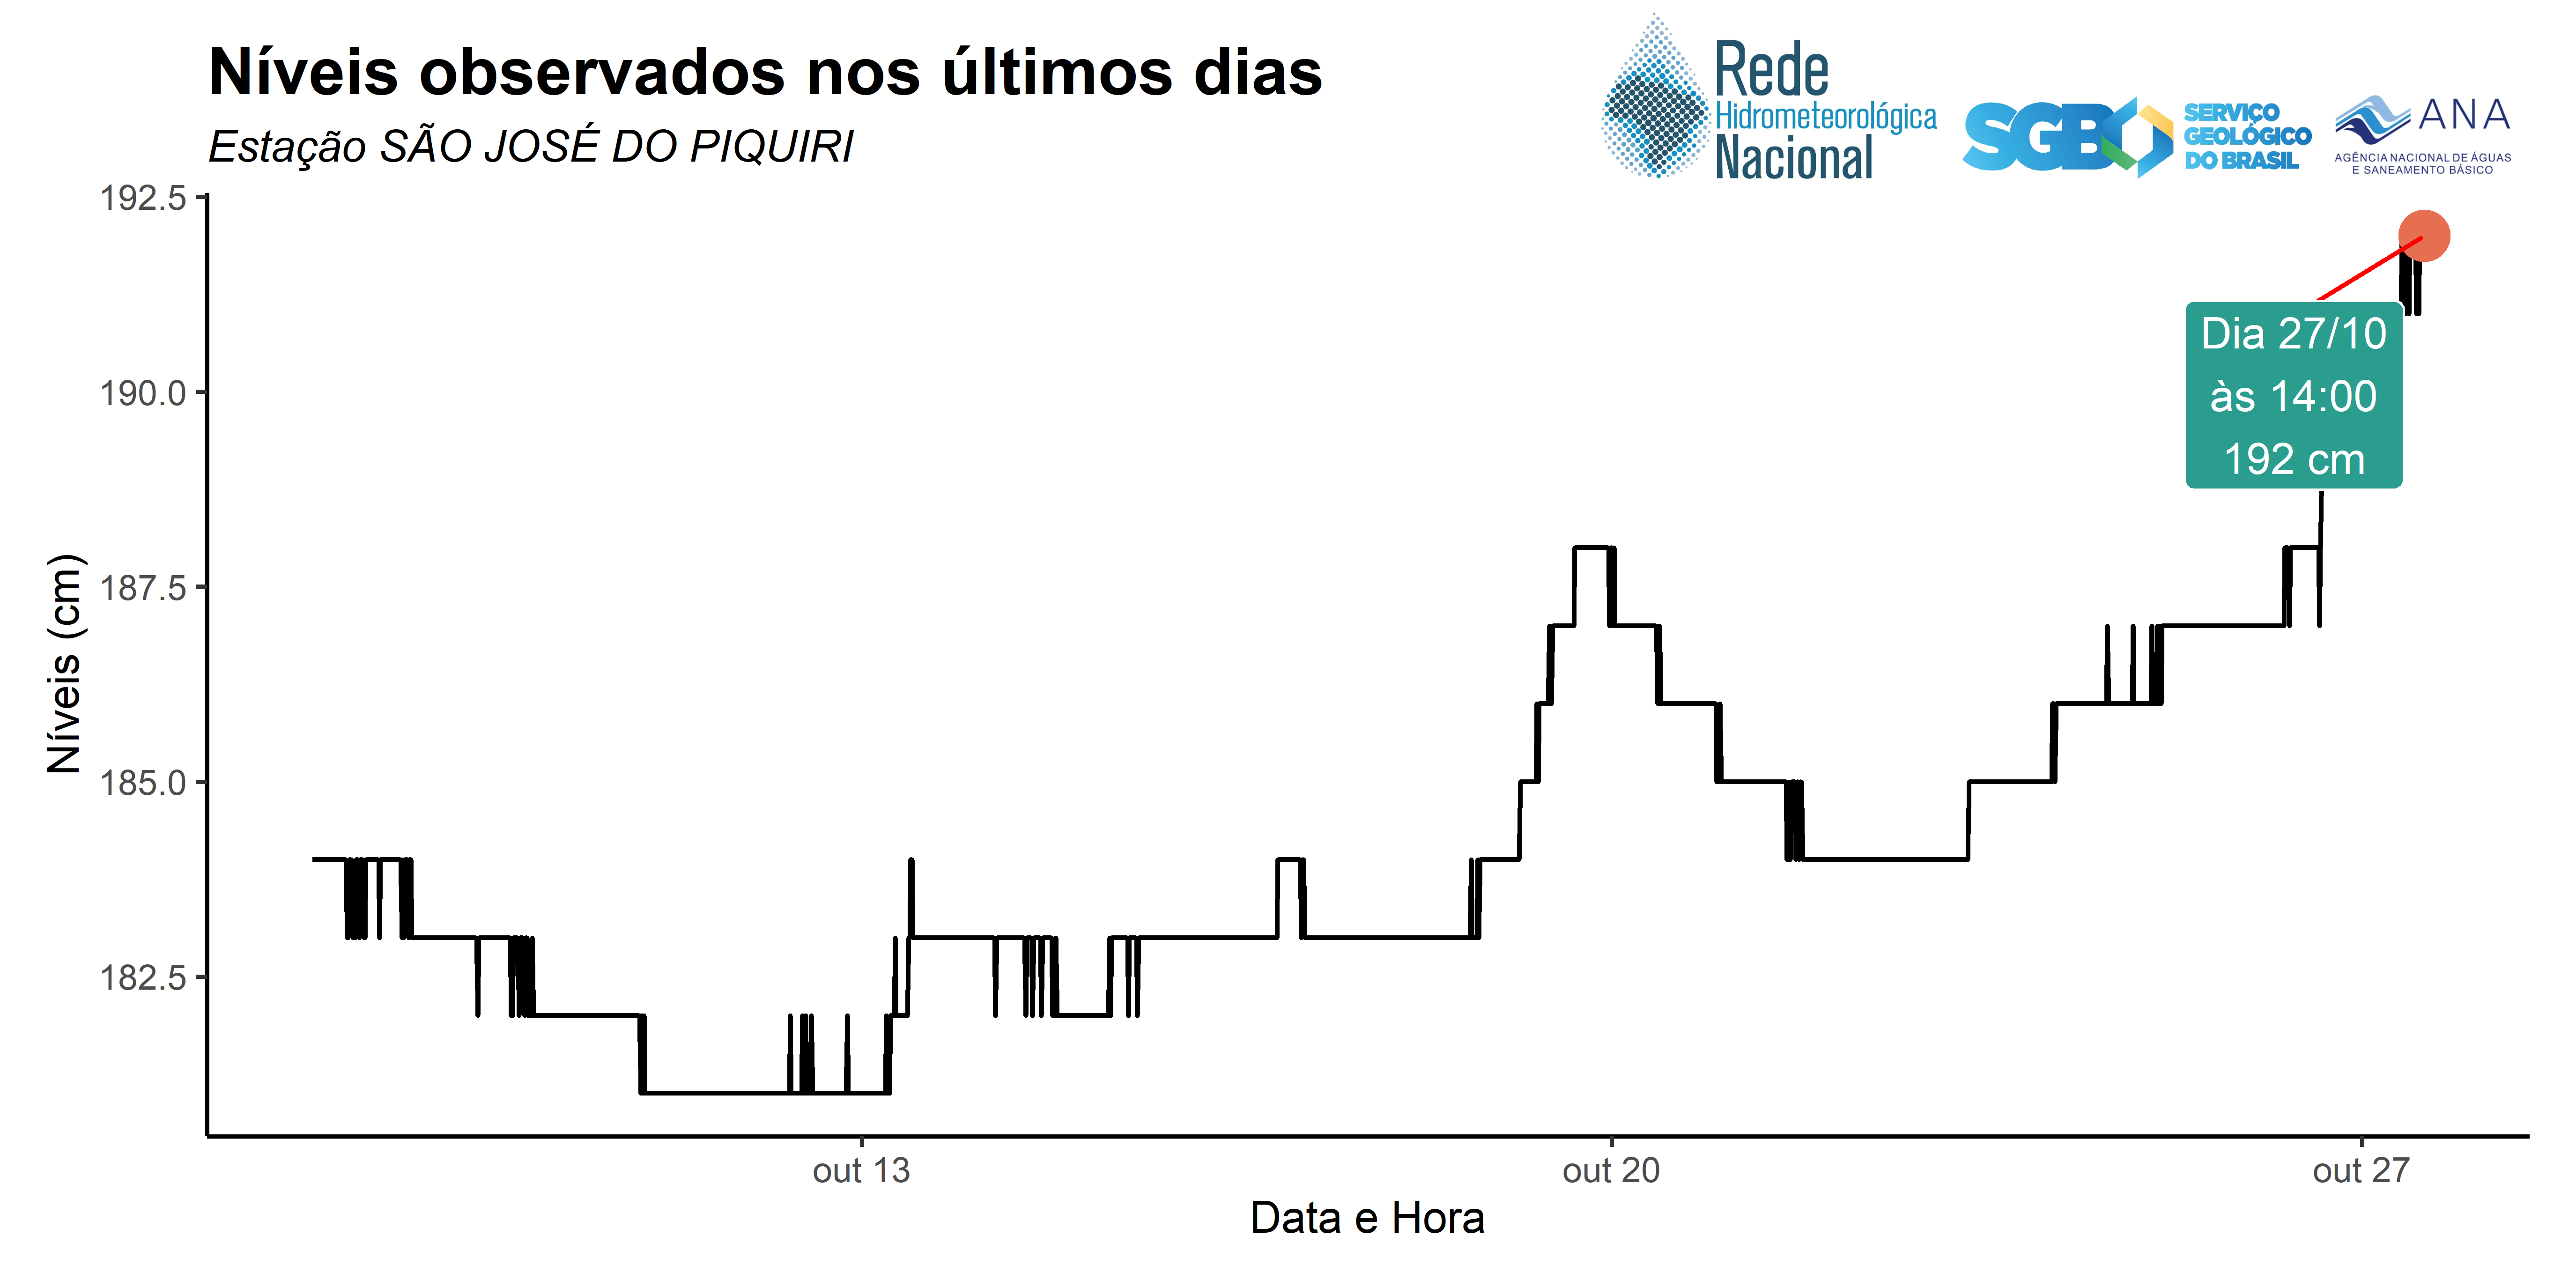 Níveis observados nos últimos dias
Estação SÃO JOSÉ DO PIQUIRI
Rede
Hidrometeorológica
Nacional
SGB
SERVIÇO
GEOLÓGICO
DO BRASIL
ANA
AGÊNCIA NACIONAL DE ÁGUAS
E SANEAMENTO BÁSICO
192.5
190.0
187.5
185.0
182.5
Níveis (cm)
Dia 27/10
às 14:00
192 cm
out 13
out 20
out 27
Data e Hora